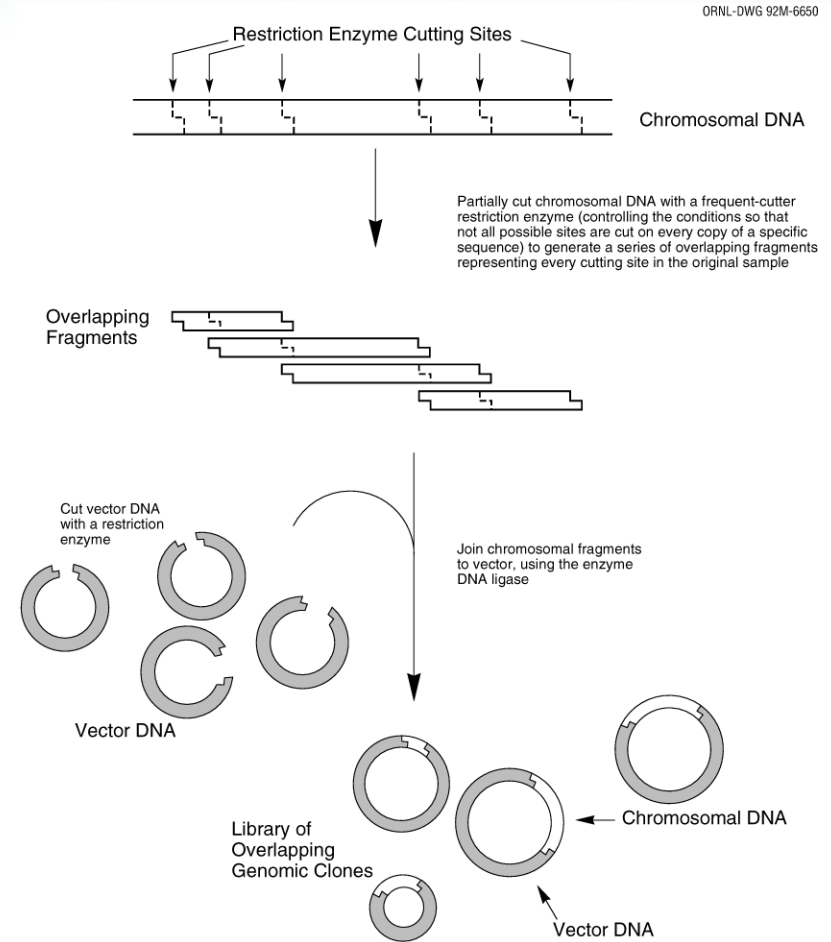 ORNL-DWG 92M-6650
Restriction Enzyme Cutting Sites
Chromosomal DNA
Partially cut chromosomal DNA with a frequent-cutter
restriction enzyme (controlling the conditions so that
not all possible sites are cut on every copy of a specific
sequence) to generate a series of overlapping fragments
representing every cutting site in the original sample
Overlapping
Fragments
Cut vector DNA
with a restriction
enzyme
Join chromosomal fragments
to vector, using the enzyme
DNA ligase
Vector DNA
Chromosomal DNA
Library of
Overlapping
Genomic Clones
Vector DNA